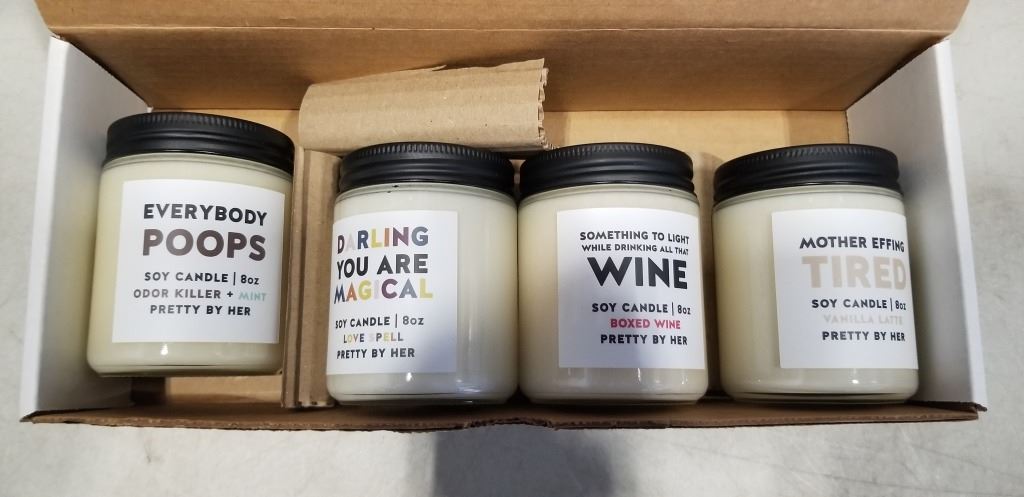 EVERYBODY
POOPS
SOY CANDLE | 8oz
ODOR KILLER + MINT
PRETTY BY HER
DARLING
YOU ARE
MAGICAL
SOY CANDLE | 8oz
LOVE SPELL
PRETTY BY HER
SOMETHING TO LIGHT
WHILE DRINKING ALL THAT
WINE
SOY CANDLE | 8oz
BOXED WINE
PRETTY BY HER
MOTHER EFFING
TIRED
SOY CANDLE | 8oz
VANILLA LATTE
PRETTY BY HER